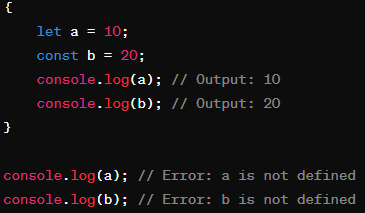 {
    let a = 10;
    const b = 20;
    console.log(a); // Output: 10
    console.log(b); // Output: 20
}

console.log(a); // Error: a is not defined
console.log(b); // Error: b is not defined